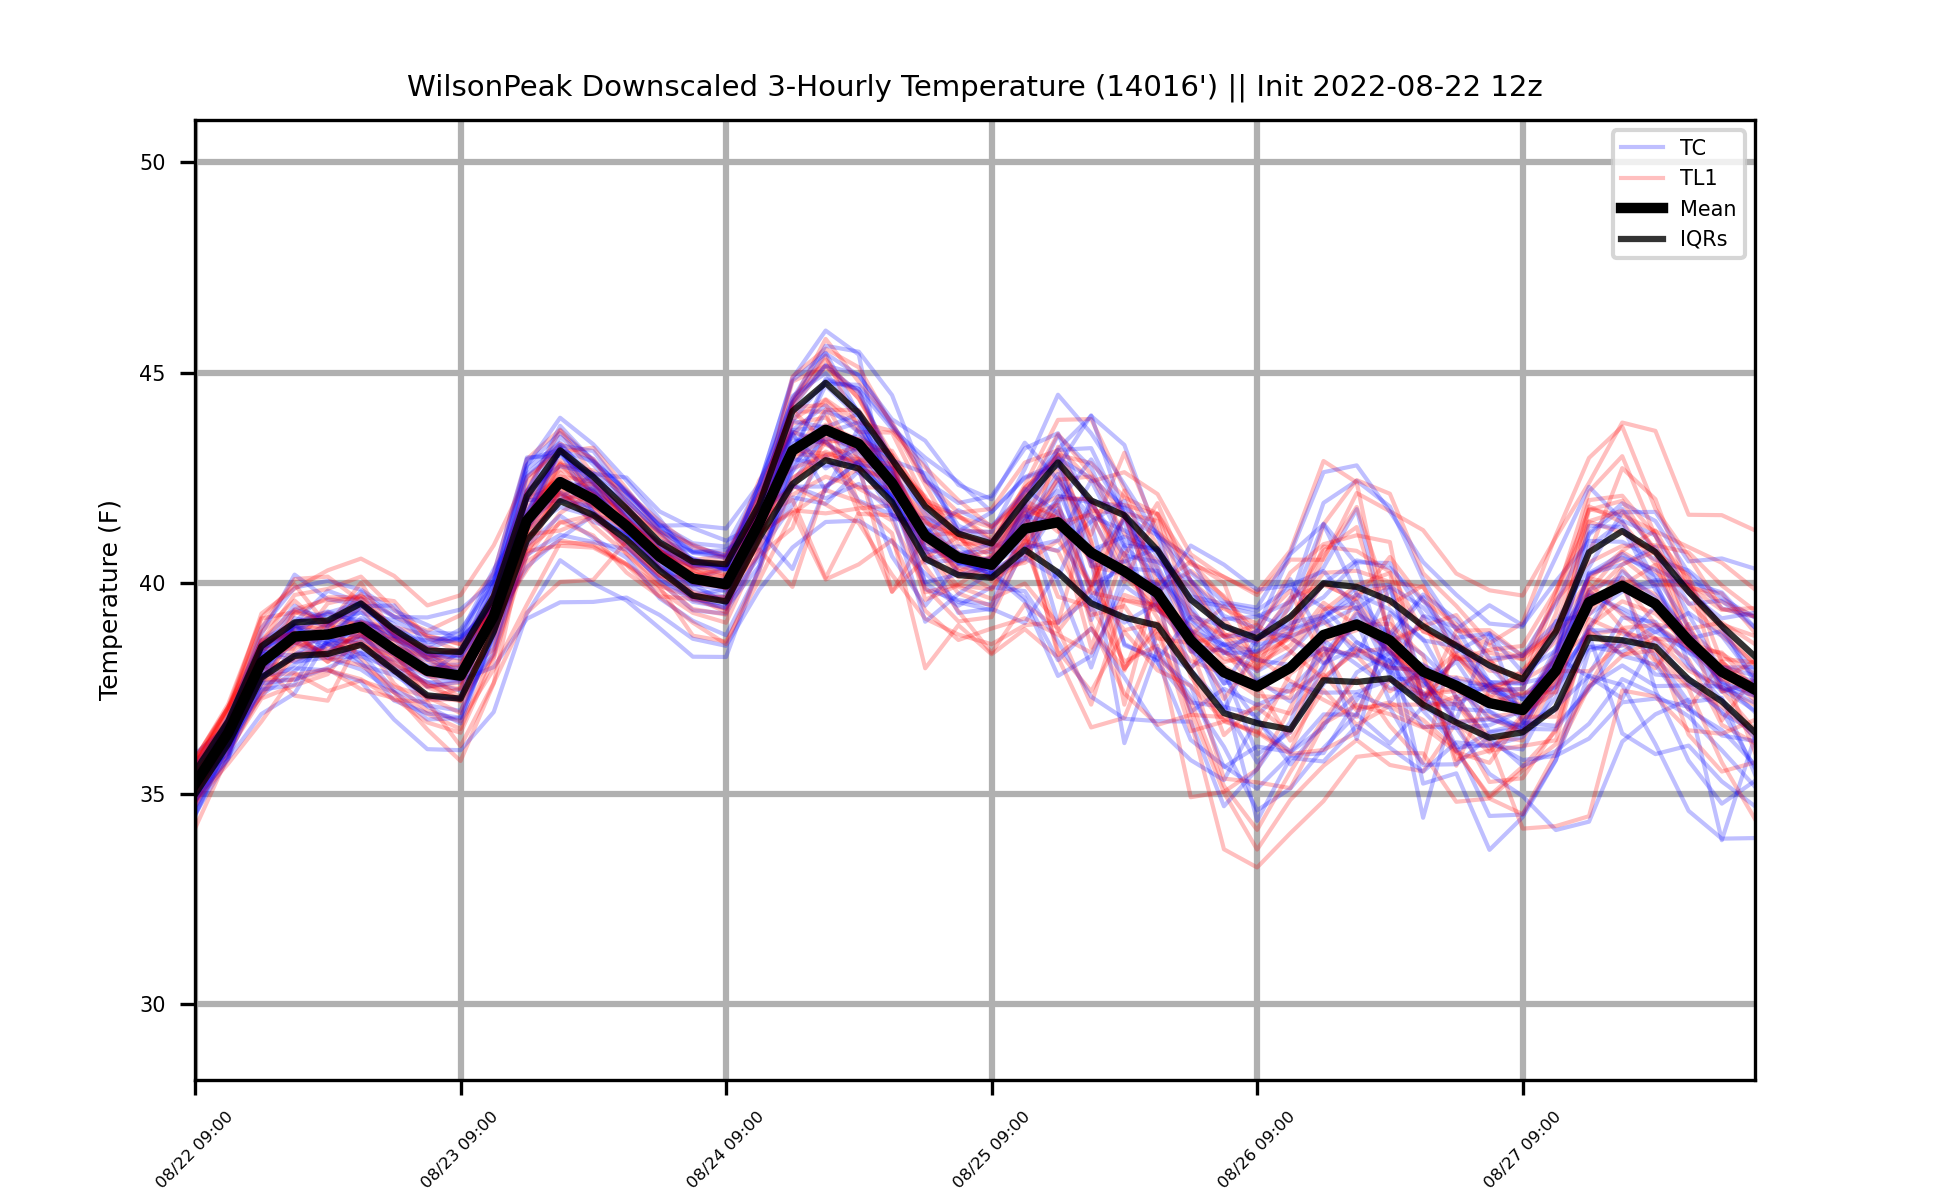 WilsonPeak Downscaled 3-Hourly Temperature (14016') || Init 2022-08-22 12z
TC
TL1
Mean
IQRs
Temperature (F)
50
45
40
35
30
08/22 09:00
08/23 09:00
08/24 09:00
08/25 09:00
08/26 09:00
08/27 09:00